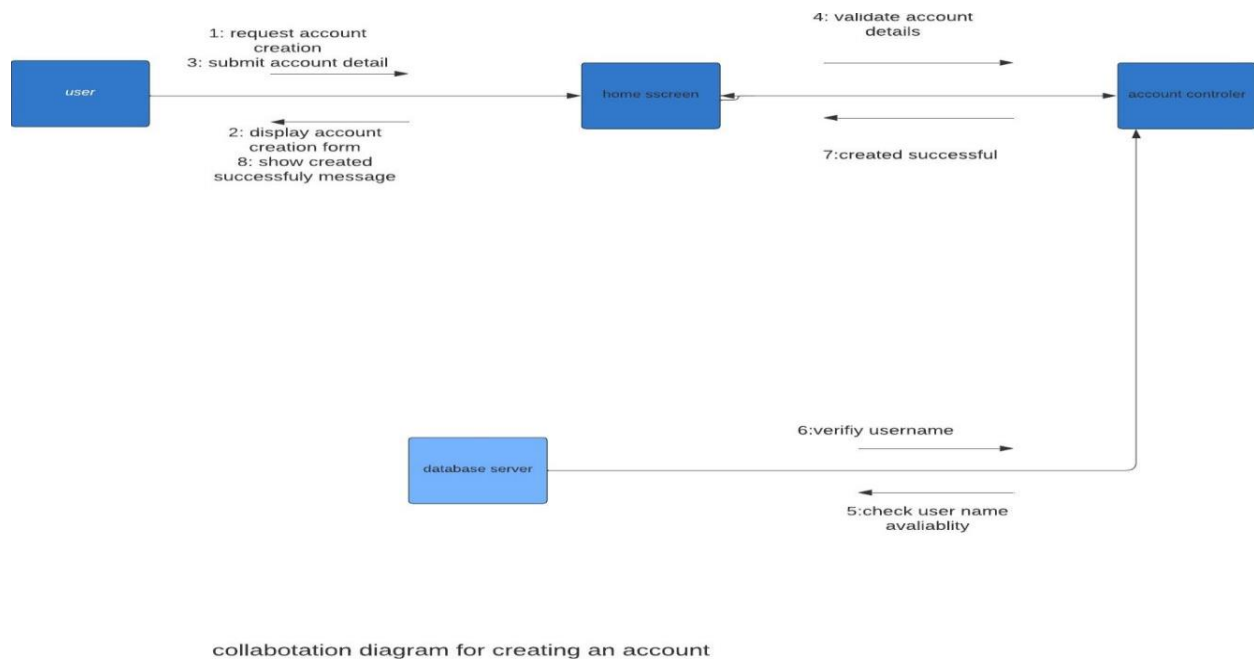 1: request account
creation
3: submit account detail
4: validate account
details
user
home sscreen
account controler
2: display account
creation form
8: show created
successfuly message
7:created successful
6:verifiy username
database server
5:check user name
avaliablity
collabotation diagram for creating an account